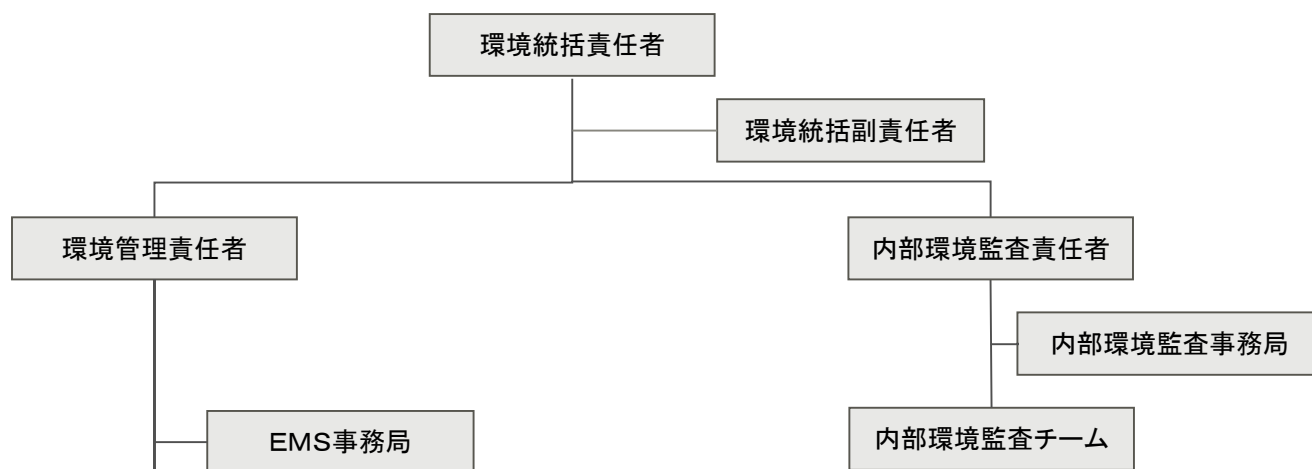 環境統括責任者
環境統括副責任者
環境管理責任者
内部環境監査責任者
内部環境監査事務局
EMS事務局
内部環境監査チーム